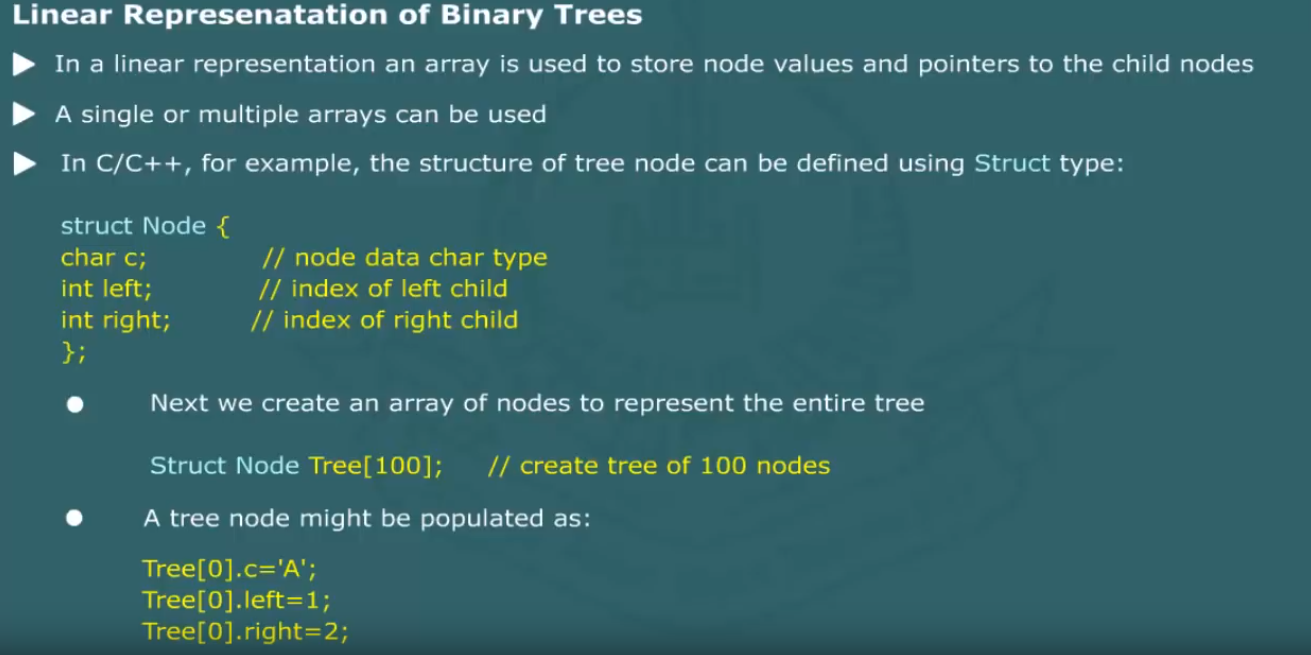 Linear Represenatation of Binary Trees
In a linear representation an array is used to store node values and pointers to the child nodes
A single or multiple arrays can be used
In C/C++, for example, the structure of tree node can be defined using Struct type:
struct Node {
char c; // node data char type
int left; // index of left child
int right; // index of right child
};
Next we create an array of nodes to represent the entire tree
Struct Node Tree[100]; // create tree of 100 nodes
A tree node might be populated as:
Tree[0].c='A';
Tree[0].left=1;
Tree[0].right=2;